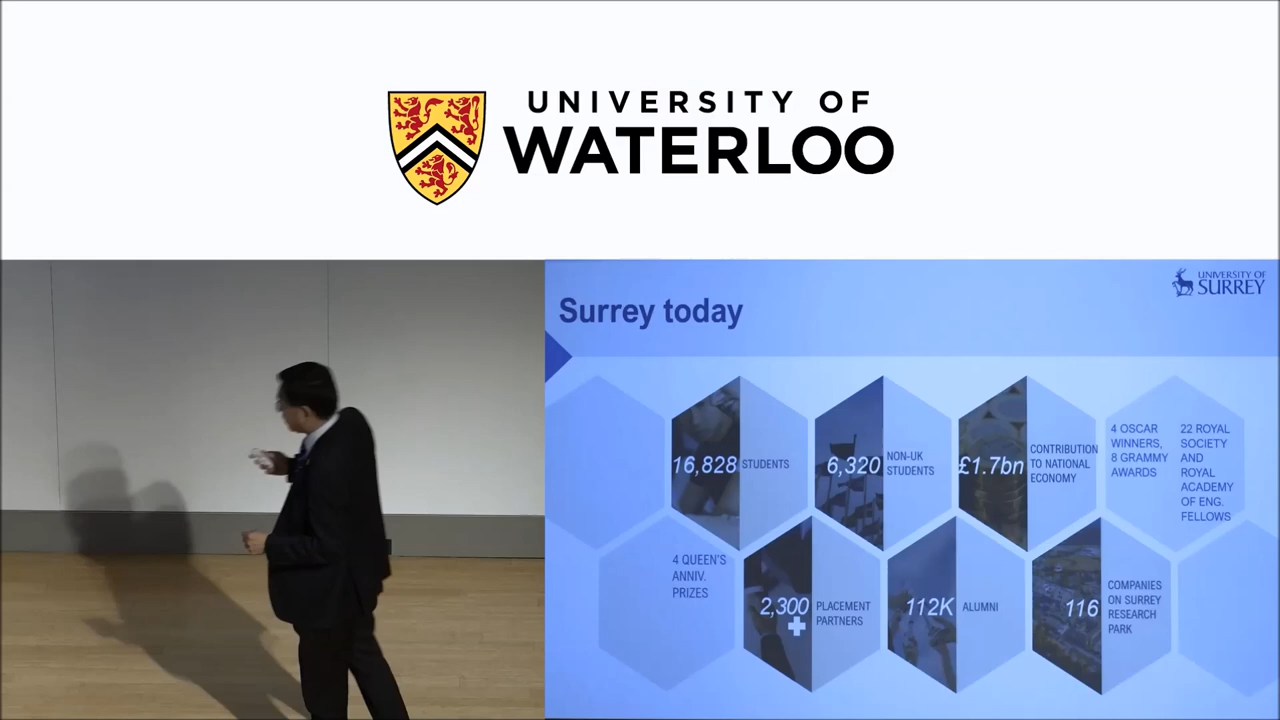 UNIVERSITY OF
WATERLOO
UNIVERSITY OF
SURREY
Surrey today
16,828
STUDENTS
6,320
NON-UK
STUDENTS
£1.7bn
CONTRIBUTION
TO NATIONAL
ECONOMY
4 OSCAR
WINNERS,
8 GRAMMY
AWARDS
22 ROYAL
SOCIETY
AND
ROYAL
ACADEMY
OF ENG.
FELLOWS
4 QUEEN'S
ANNIV.
PRIZES
2,300
+
PLACEMENT
PARTNERS
112K
ALUMNI
116
COMPANIES
ON SURREY
RESEARCH
PARK